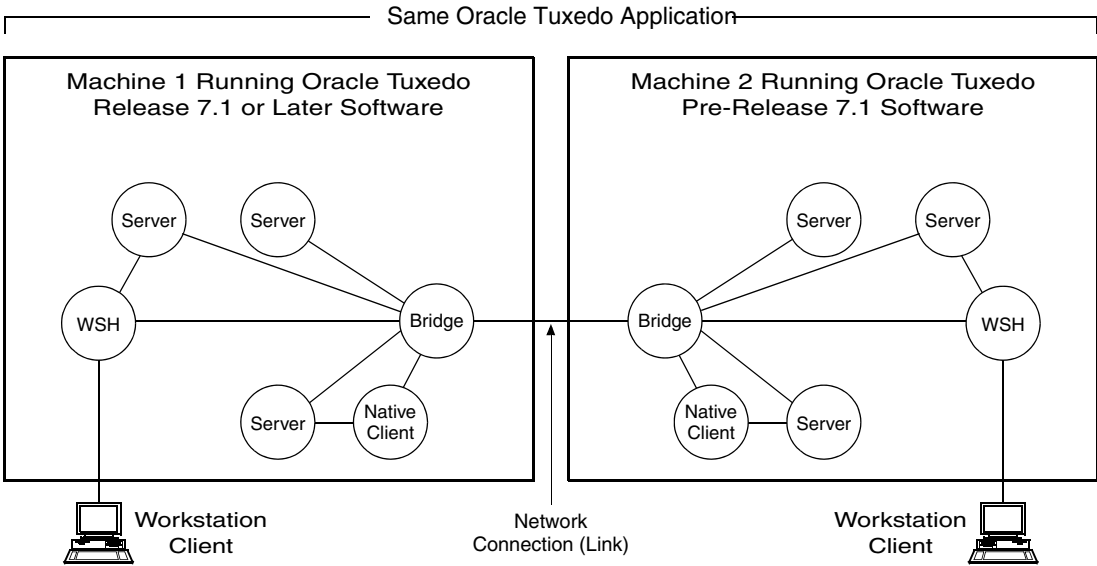 Same Oracle Tuxedo Application
Machine 1 Running Oracle Tuxedo
Release 7.1 or Later Software
Machine 2 Running Oracle Tuxedo
Pre-Release 7.1 Software
Server
Server
Server
Server
WSH
Bridge
Bridge
WSH
Server
Native
Client
Native
Client
Server
Workstation
Client
Network
Connection (Link)
Workstation
Client